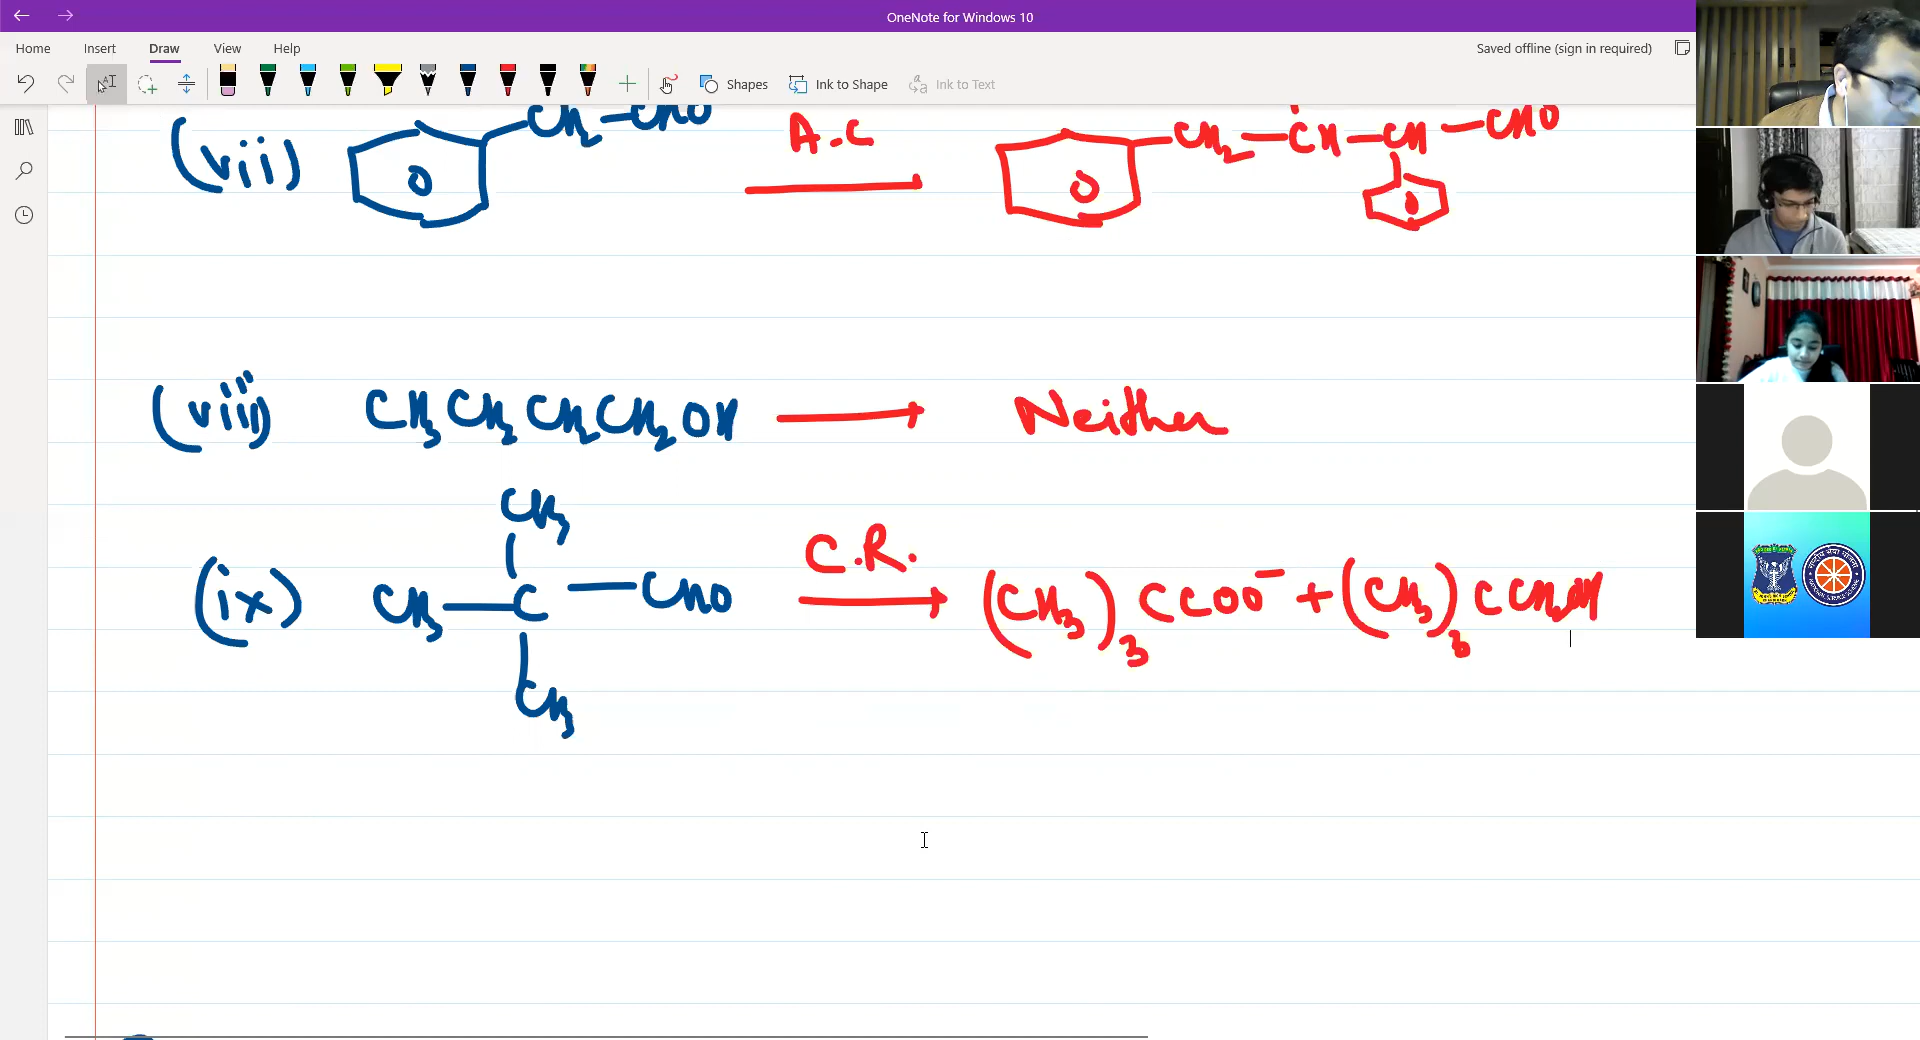 OneNote for Windows 10
Home Insert Draw View Help
Saved offline (sign in required)
Shapes Ink to Shape Ink to Text
(vii) CH2-CHO A.C CH2-CH-CH-CHO
(viii) CH3CH2CH2CH2OH → Neither
CH3
(ix) CH3-C-CHO C.R. → (CH3)3CCOO⁻ + (CH3)3CCH2OH
CH3